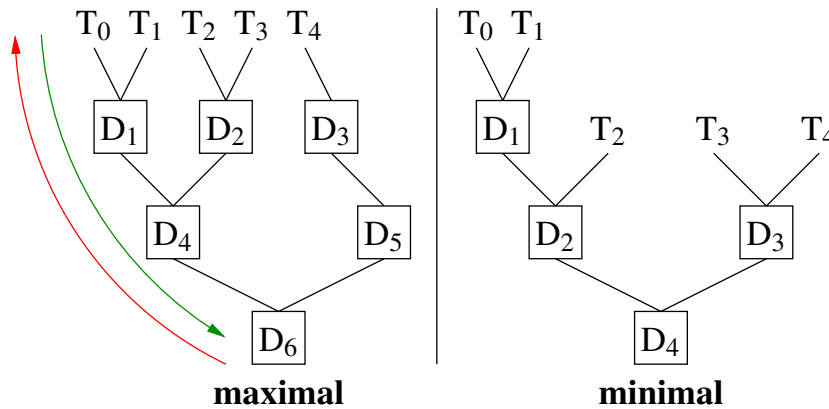 T0 T1 T2 T3 T4
D1 D2 D3
D4 D5
D6
maximal
T0 T1
D1 T2 T3 T4
D2 D3
D4
minimal